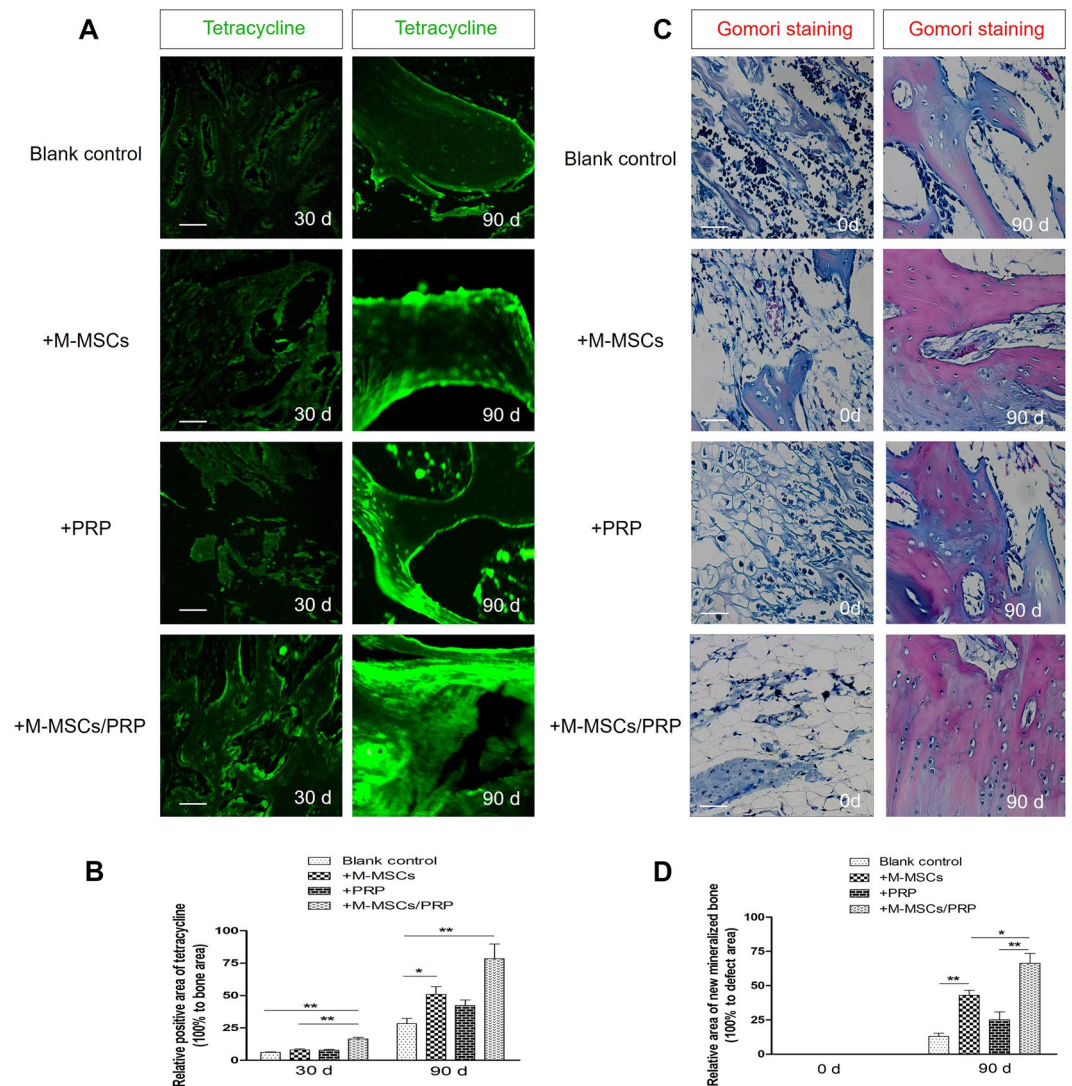 A
Tetracycline
Tetracycline
Blank control
30 d
90 d
+M-MSCs
30 d
90 d
+PRP
30 d
90 d
+M-MSCs/PRP
30 d
90 d
C
Gomori staining
Gomori staining
Blank control
0d
90 d
+M-MSCs
0d
90 d
+PRP
0d
90 d
+M-MSCs/PRP
0d
90 d
B
Blank control
+M-MSCs
+PRP
+M-MSCs/PRP
Relative positive area of tetracycline
(100% to bone area)
100
75
50
25
0
**
**
*
**
30 d
90 d
D
Blank control
+M-MSCs
+PRP
+M-MSCs/PRP
Relative area of new mineralized bone
(100% to defect area)
100
75
50
25
0
**
*
**
0 d
90 d